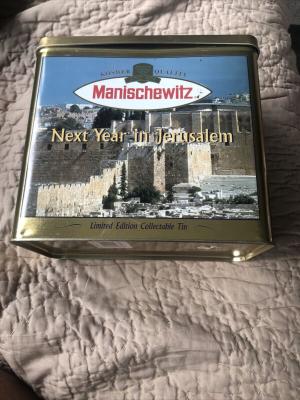 KOSHER QUALITY
Manischewitz
Next Year in Jerusalem
Limited Edition Collectable Tin